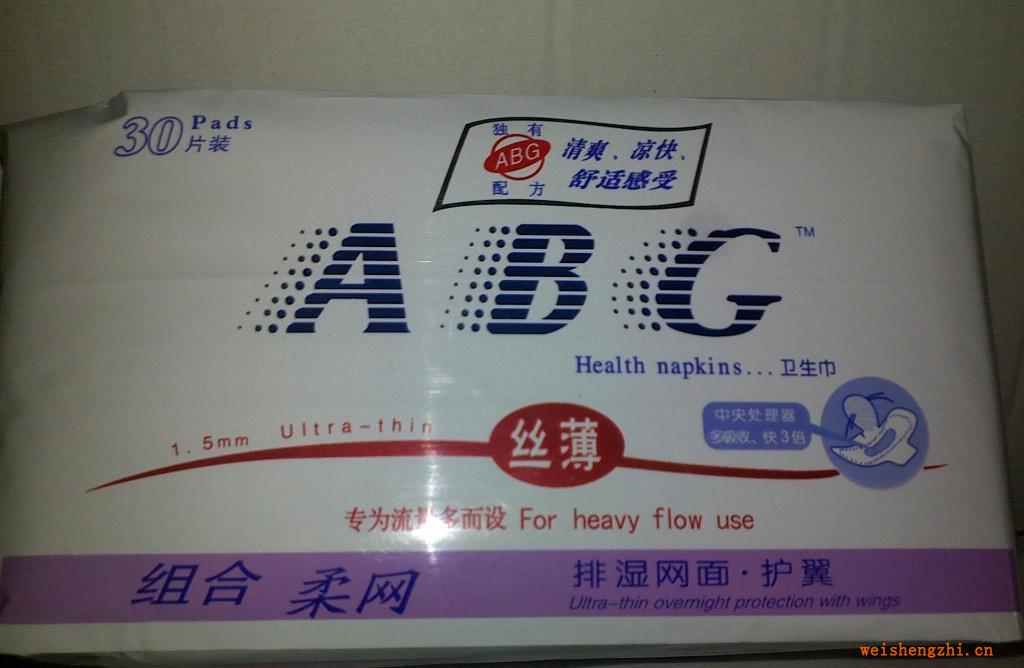 30 Pads
片装
独有
ABG
配方
清爽、凉快、
舒适感受
ABG TM
Health napkins... 卫生巾
1.5mm Ultra-thin
丝薄
中央处理器
多吸收、快3倍
专为流量多而设 For heavy flow use
组合 柔网
排湿网面·护翼
Ultra-thin overnight protection with wings
weishengzhi.cn